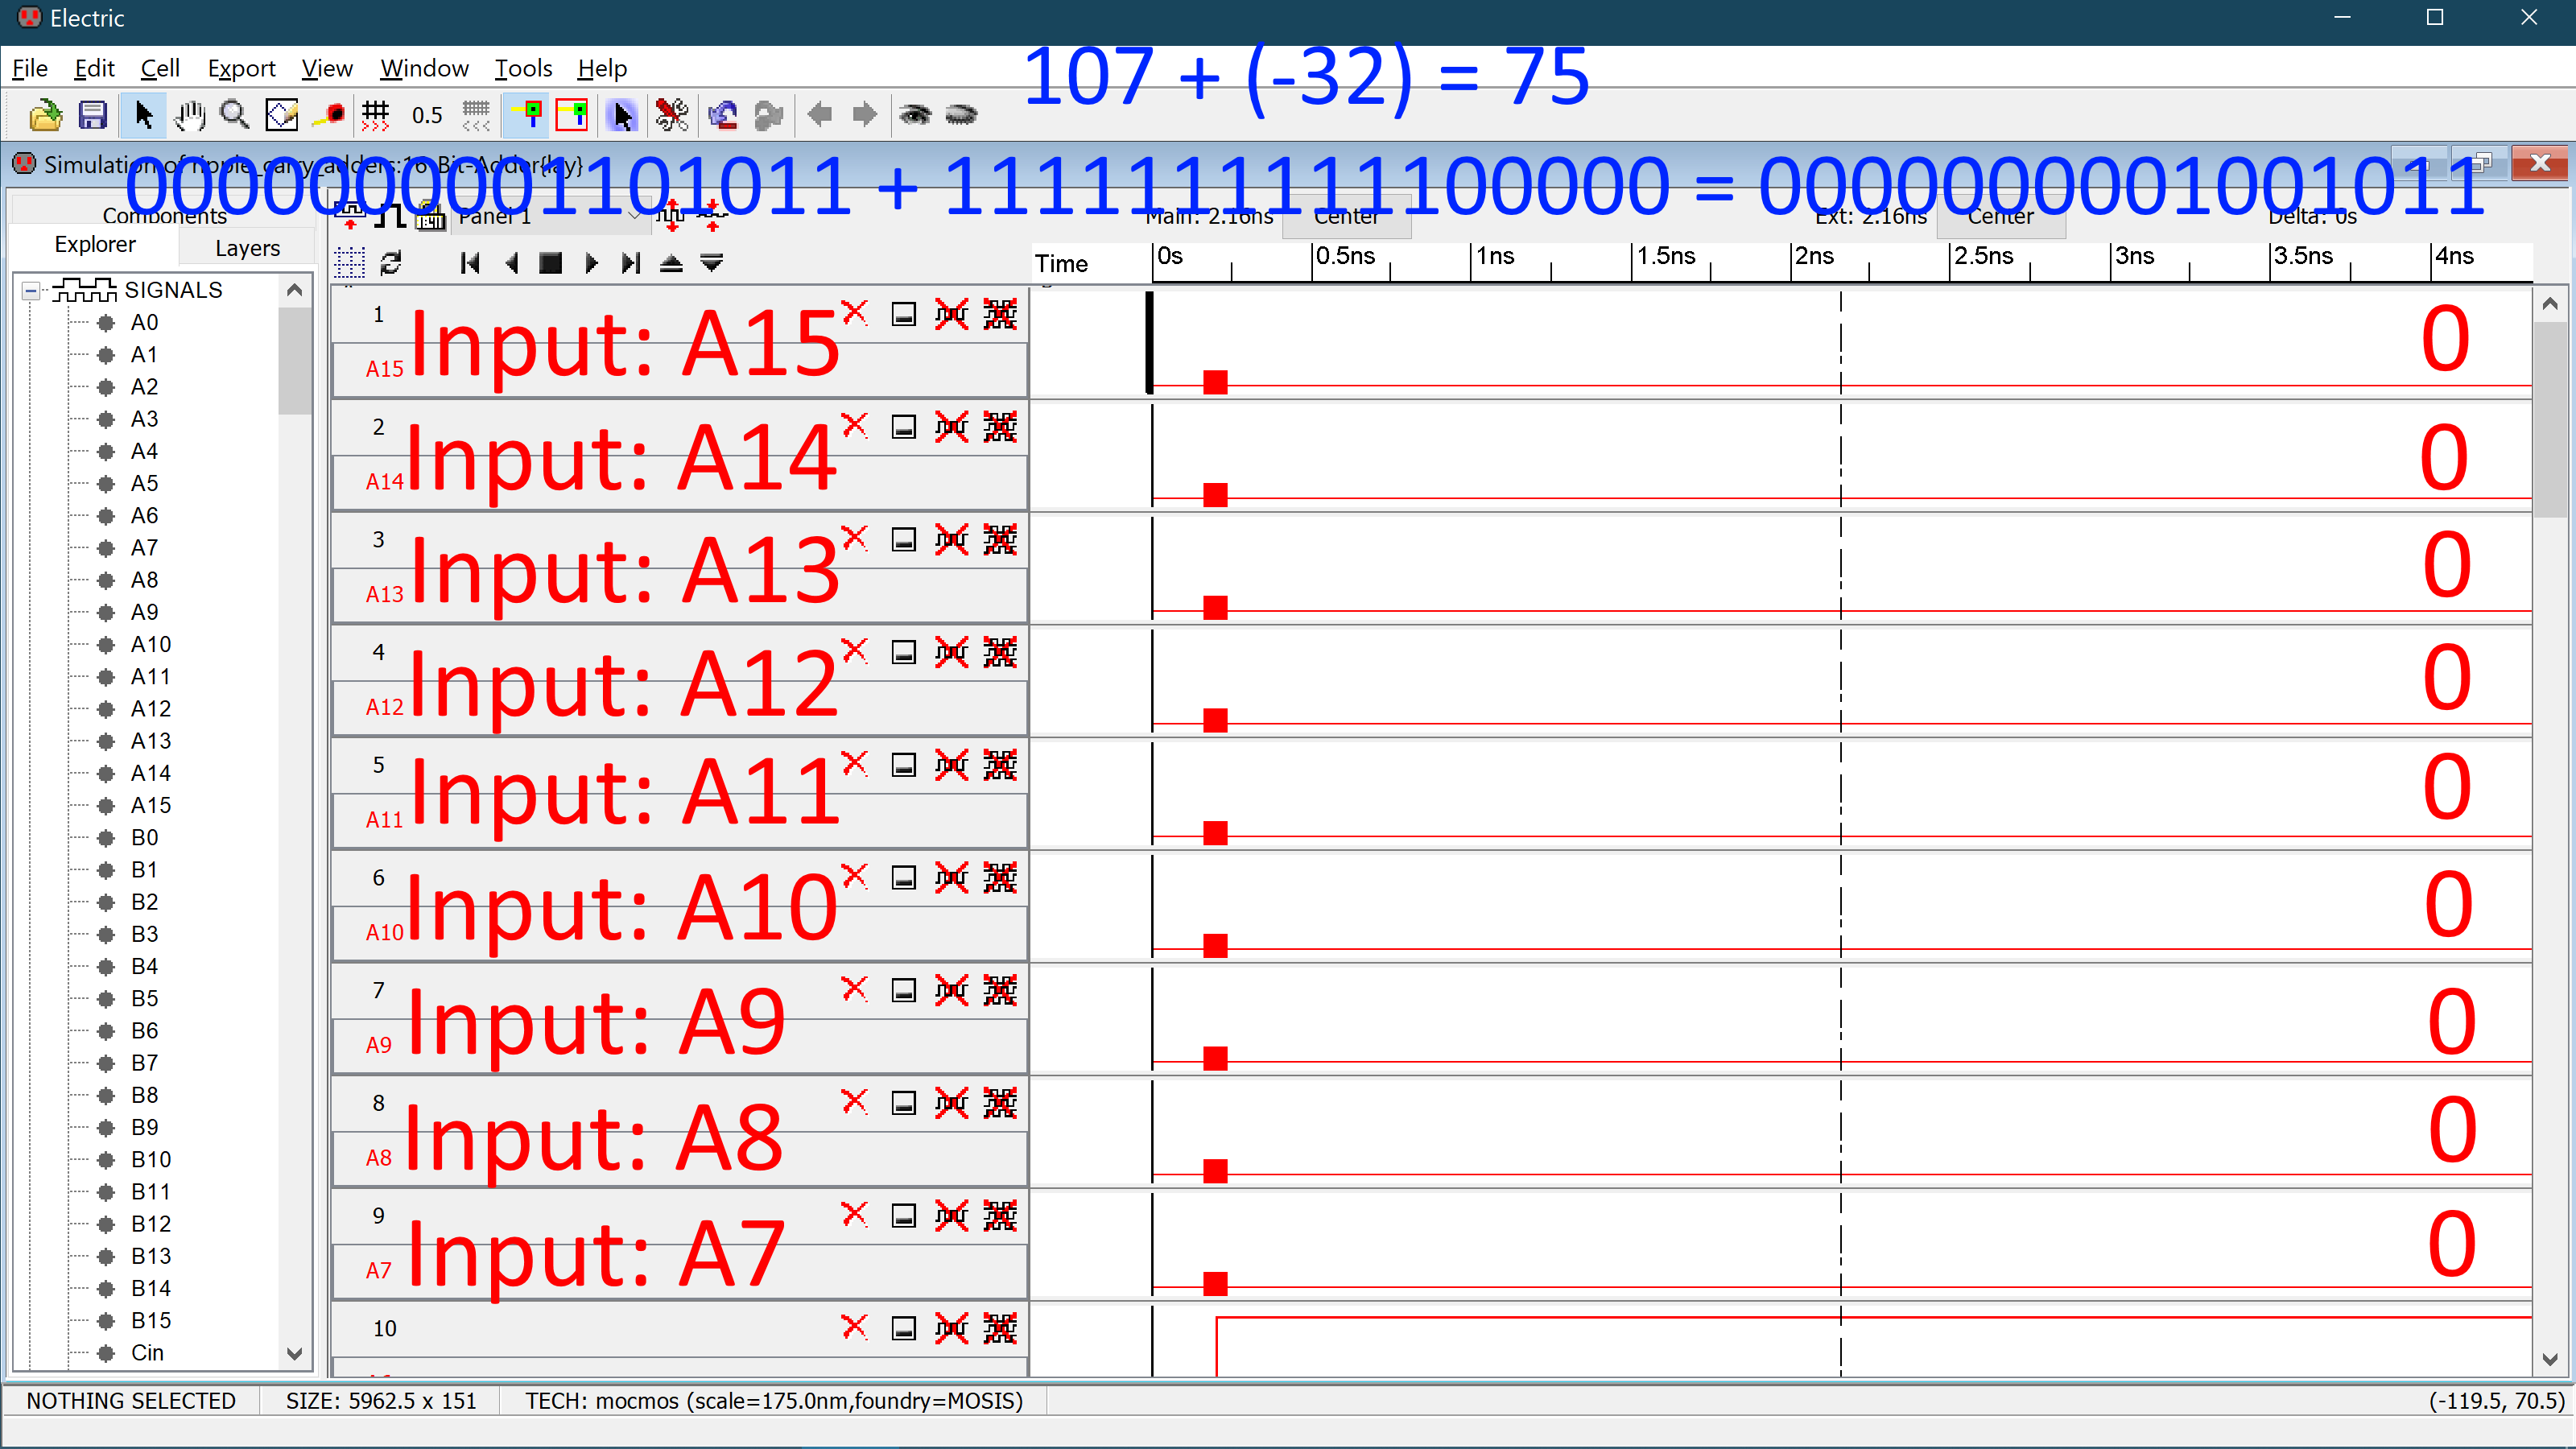 Electric
File Edit Cell Export View Window Tools Help
107 + (-32) = 75
0.5
Simulation of ripple_carry_adders:16-Bit-Adder{lay}
0000000001101011 + 1111111111100000 = 0000000001001011
Components
Explorer Layers
Panel 1
Main: 2.16ns Center
Ext: 2.16ns Center
Delta: 0s
Time 0s 0.5ns 1ns 1.5ns 2ns 2.5ns 3ns 3.5ns 4ns
SIGNALS
A0
A1
A2
A3
A4
A5
A6
A7
A8
A9
A10
A11
A12
A13
A14
A15
B0
B1
B2
B3
B4
B5
B6
B7
B8
B9
B10
B11
B12
B13
B14
B15
Cin
1
A15 Input: A15 0
2
A14 Input: A14 0
3
A13 Input: A13 0
4
A12 Input: A12 0
5
A11 Input: A11 0
6
A10 Input: A10 0
7
A9 Input: A9 0
8
A8 Input: A8 0
9
A7 Input: A7 0
10
NOTHING SELECTED SIZE: 5962.5 x 151 TECH: mocmos (scale=175.0nm,foundry=MOSIS) (-119.5, 70.5)